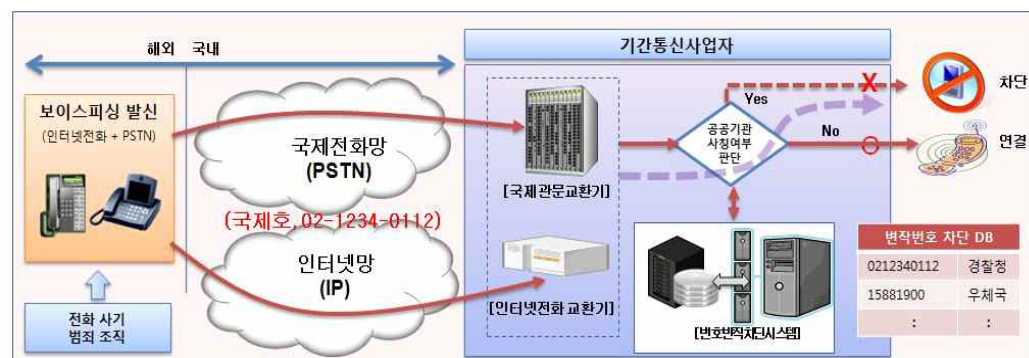 해외 국내
기간통신사업자
보이스피싱 발신
(인터넷전화 + PSTN)
국제전화망
(PSTN)
(국제호,02-1234-0112)
인터넷망
(IP)
전화 사기
범죄 조직
[국제관문교환기]
[인터넷전화 교환기]
공공기관
사칭여부
판단
Yes
X
차단
No
O
연결
[번호변작차단시스템]
변작번호 차단 DB
0212340112 경찰청
15881900 우체국
: :